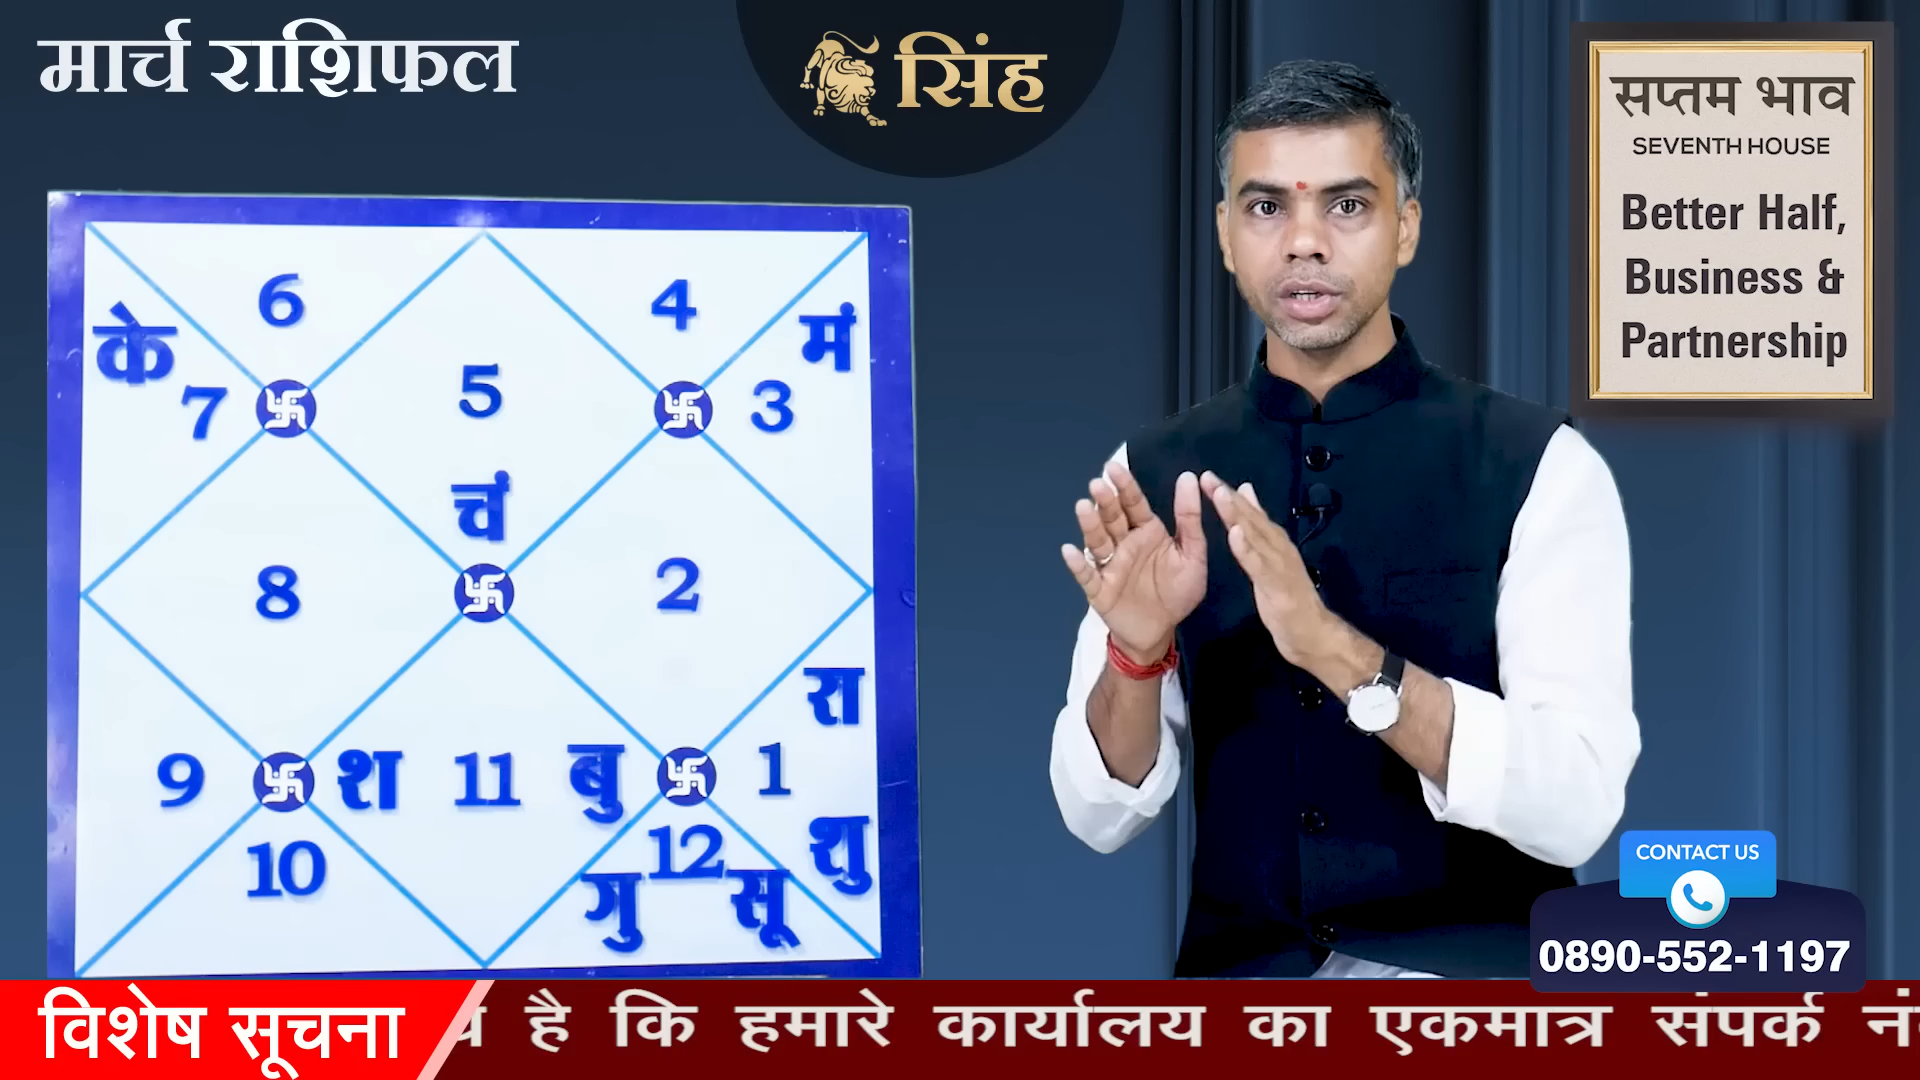 मार्च राशिफल
सिंह
सप्तम भाव
SEVENTH HOUSE
Better Half,
Business &
Partnership
6
4
के
मं
7
5
3
चं
8
2
रा
9
श
11
बु
1
10
12
शु
गु
सू
CONTACT US
0890-552-1197
विशेष सूचना
है कि हमारे कार्यालय का एकमात्र संपर्क